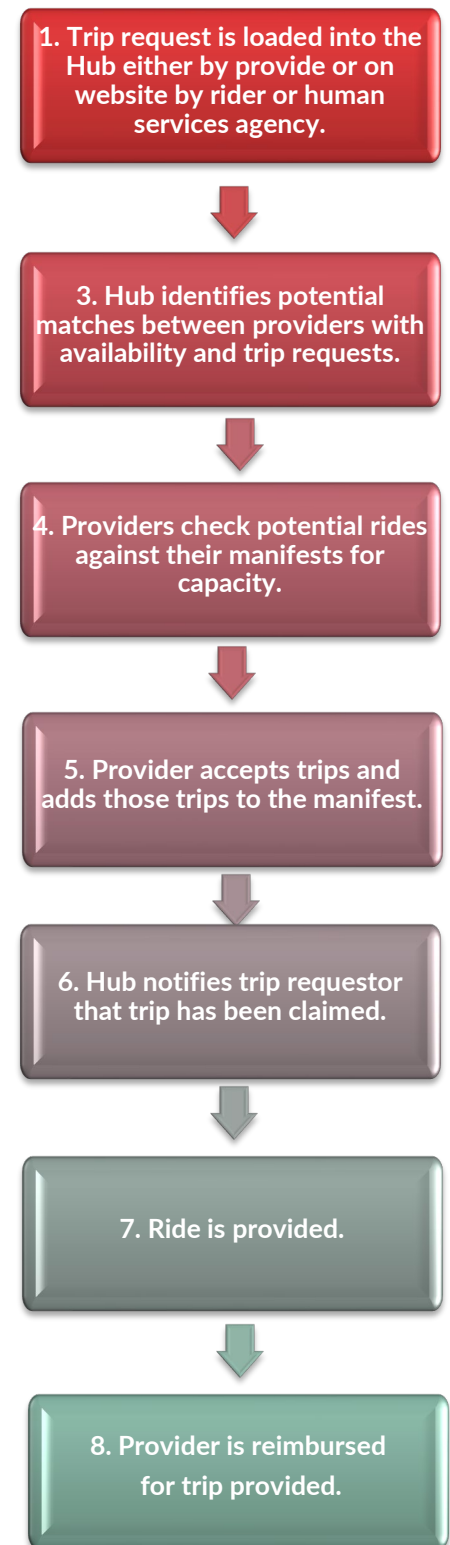 1. Trip request is loaded into the
Hub either by provide or on
website by rider or human
services agency.
3. Hub identifies potential
matches between providers with
availability and trip requests.
4. Providers check potential rides
against their manifests for
capacity.
5. Provider accepts trips and
adds those trips to the manifest.
6. Hub notifies trip requestor
that trip has been claimed.
7. Ride is provided.
8. Provider is reimbursed
for trip provided.